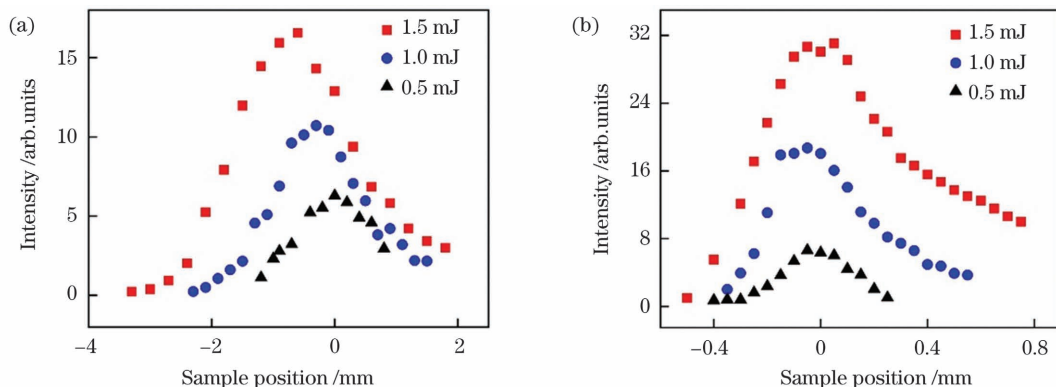 (a)
1.5 mJ
1.0 mJ
0.5 mJ
15
10
5
0
−4
−2
0
2
Intensity /arb.units
Sample position /mm
(b)
1.5 mJ
1.0 mJ
0.5 mJ
32
24
16
8
0
−0.4
0
0.4
0.8
Intensity /arb.units
Sample position /mm